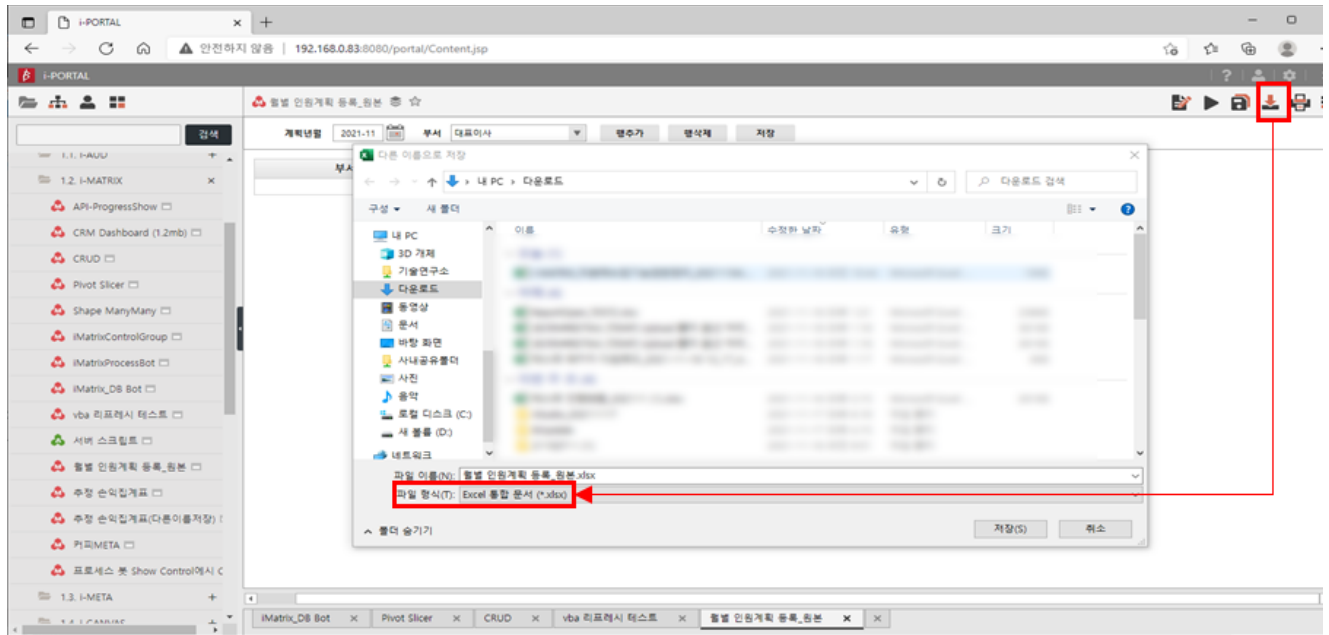 i-PORTAL
안전하지 않음 | 192.168.0.83:8080/portal/Content.jsp
i-PORTAL
월별 인원계획 등록_원본
검색
계획년월 2021-11 부서 대표이사 행추가 행삭제 저장
1.1. i-AUD
1.2. i-MATRIX
API-ProgressShow
CRM Dashboard (1.2mb)
CRUD
Pivot Slicer
Shape ManyMany
iMatrixControlGroup
iMatrixProcessBot
iMatrix_DB Bot
vba 리프레시 테스트
서버 스크립트
월별 인원계획 등록_원본
추정 손익집계표
추정 손익집계표(다른이름저장)
커피META
프로세스 봇 Show Control에시 C
1.3. i-META
1.4. i-CANVAS
부서
다른 이름으로 저장
내 PC › 다운로드
다운로드 검색
구성 새 폴더
이름 수정한 날짜 유형 크기
내 PC
3D 개체
기술연구소
다운로드
동영상
문서
바탕 화면
사내공유폴더
사진
음악
로컬 디스크 (C:)
새 볼륨 (D:)
네트워크
파일 이름(N): 월별 인원계획 등록_원본.xlsx
파일 형식(T): Excel 통합 문서 (*.xlsx)
폴더 숨기기
저장(S) 취소
iMatrix_DB Bot Pivot Slicer CRUD vba 리프레시 테스트 월별 인원계획 등록_원본